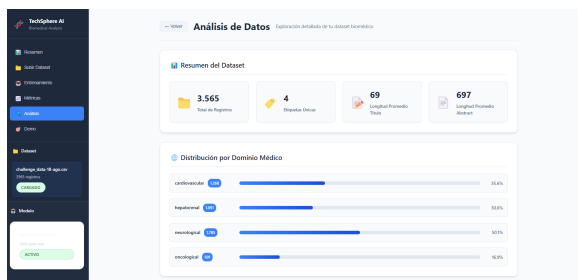 TechSphere AI
Biomedical Analysis
Resumen
Subir Dataset
Entrenamiento
Métricas
Análisis
Demo
Dataset
challenge_data-18-ago.csv
3565 registros
CARGADO
Modelo
ACTIVO
← Volver
Análisis de Datos
Exploración detallada de tu dataset biomédico
Resumen del Dataset
3.565
Total de Registros
4
Etiquetas Únicas
69
Longitud Promedio
Título
697
Longitud Promedio
Abstract
Distribución por Dominio Médico
cardiovascular 1,268 35.6%
hepatorenal 1,091 30.6%
neurological 1,785 50.1%
oncological 601 16.9%